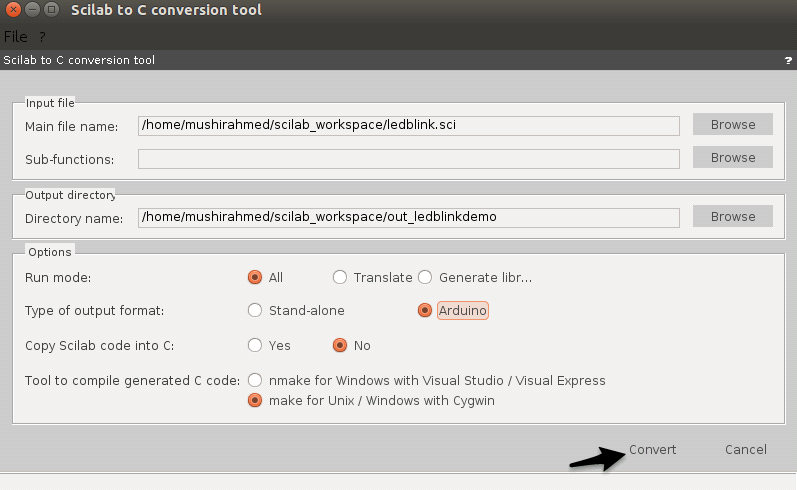 Scilab to C conversion tool
File ?
Scilab to C conversion tool ?
Input file
Main file name: /home/mushirahmed/scilab_workspace/ledblink.sci Browse
Sub-functions: Browse
Output directory
Directory name: /home/mushirahmed/scilab_workspace/out_ledblinkdemo Browse
Options
Run mode: All Translate Generate libr...
Type of output format: Stand-alone Arduino
Copy Scilab code into C: Yes No
Tool to compile generated C code: nmake for Windows with Visual Studio / Visual Express
make for Unix / Windows with Cygwin
Convert Cancel